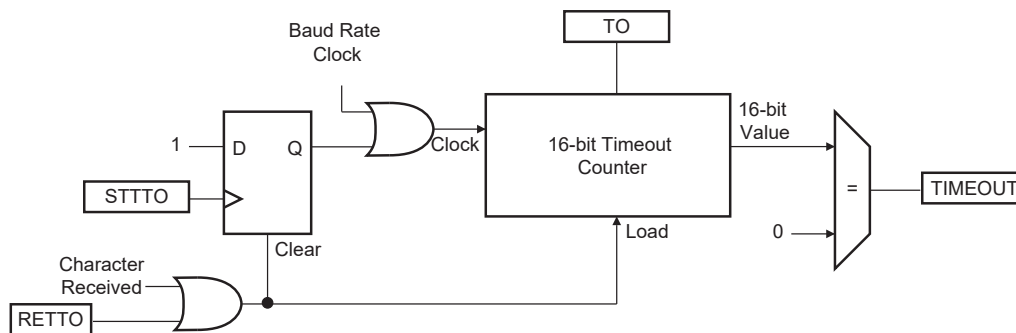 Baud Rate
Clock
TO
1
D
Q
Clock
16-bit Timeout
Counter
16-bit
Value
=
TIMEOUT
STTTO
Clear
Load
0
Character
Received
RETTO